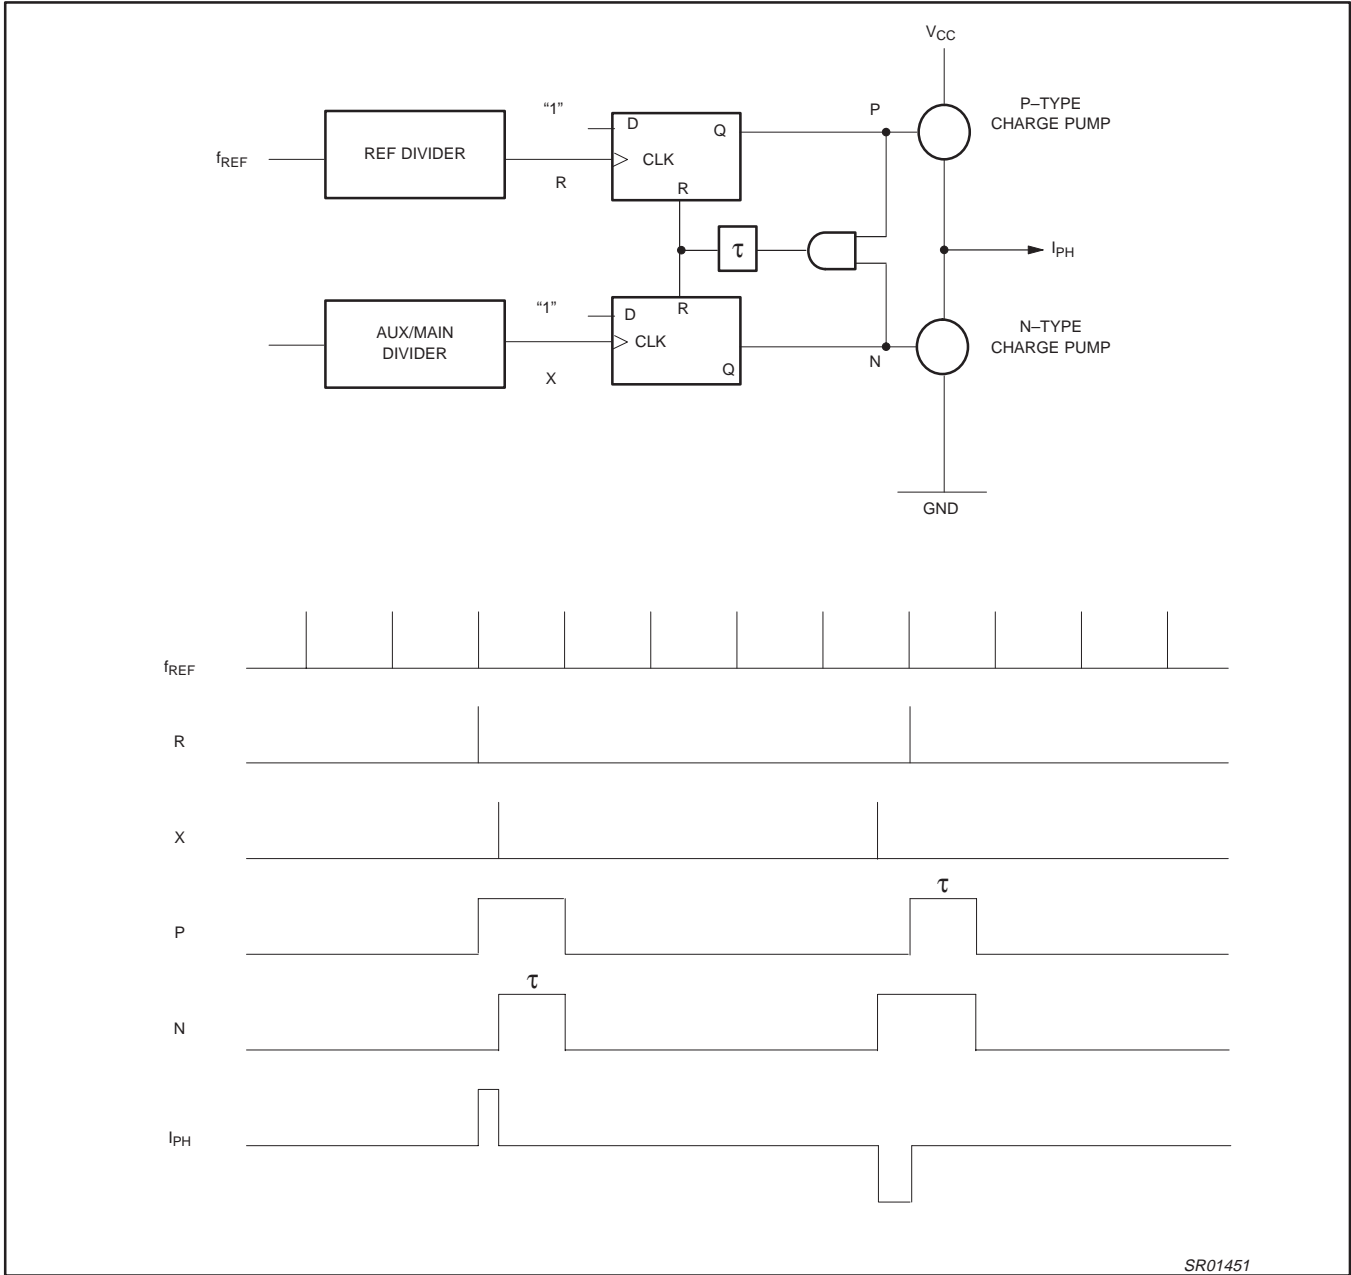 VCC
P–TYPE
CHARGE PUMP
P
“1”
D
Q
CLK
R
fREF
REF DIVIDER
R
τ
IPH
“1”
D
R
CLK
Q
AUX/MAIN
DIVIDER
X
N
N–TYPE
CHARGE PUMP
GND
fREF
R
X
P
τ
N
τ
IPH
SR01451